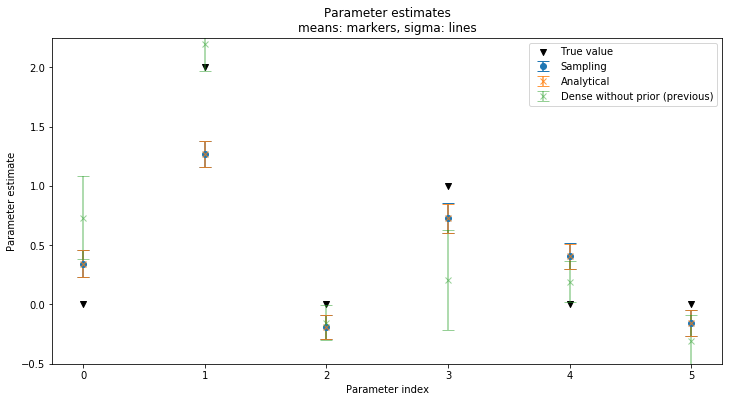 Parameter estimates
means: markers, sigma: lines
True value
Sampling
Analytical
Dense without prior (previous)
Parameter estimate
2.0
1.5
1.0
0.5
0.0
−0.5
0 1 2 3 4 5
Parameter index